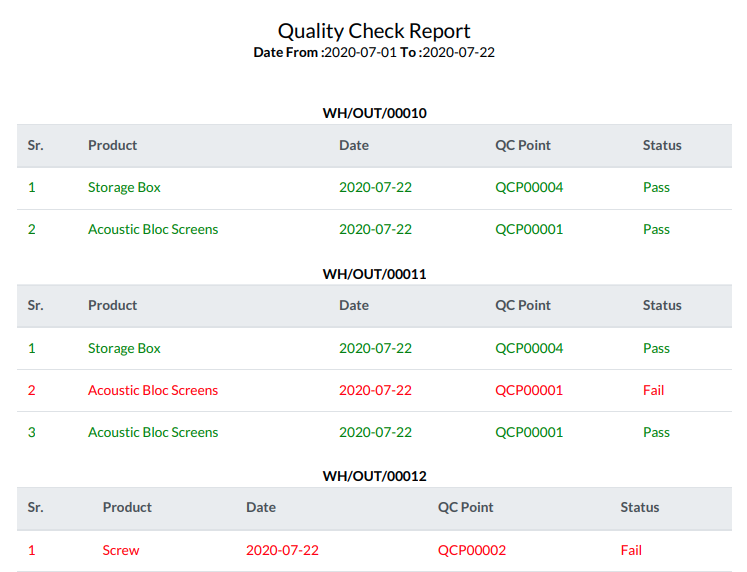 Quality Check Report
Date From :2020-07-01 To :2020-07-22
WH/OUT/00010
Sr. Product Date QC Point Status
1 Storage Box 2020-07-22 QCP00004 Pass
2 Acoustic Bloc Screens 2020-07-22 QCP00001 Pass
WH/OUT/00011
Sr. Product Date QC Point Status
1 Storage Box 2020-07-22 QCP00004 Pass
2 Acoustic Bloc Screens 2020-07-22 QCP00001 Fail
3 Acoustic Bloc Screens 2020-07-22 QCP00001 Pass
WH/OUT/00012
Sr. Product Date QC Point Status
1 Screw 2020-07-22 QCP00002 Fail